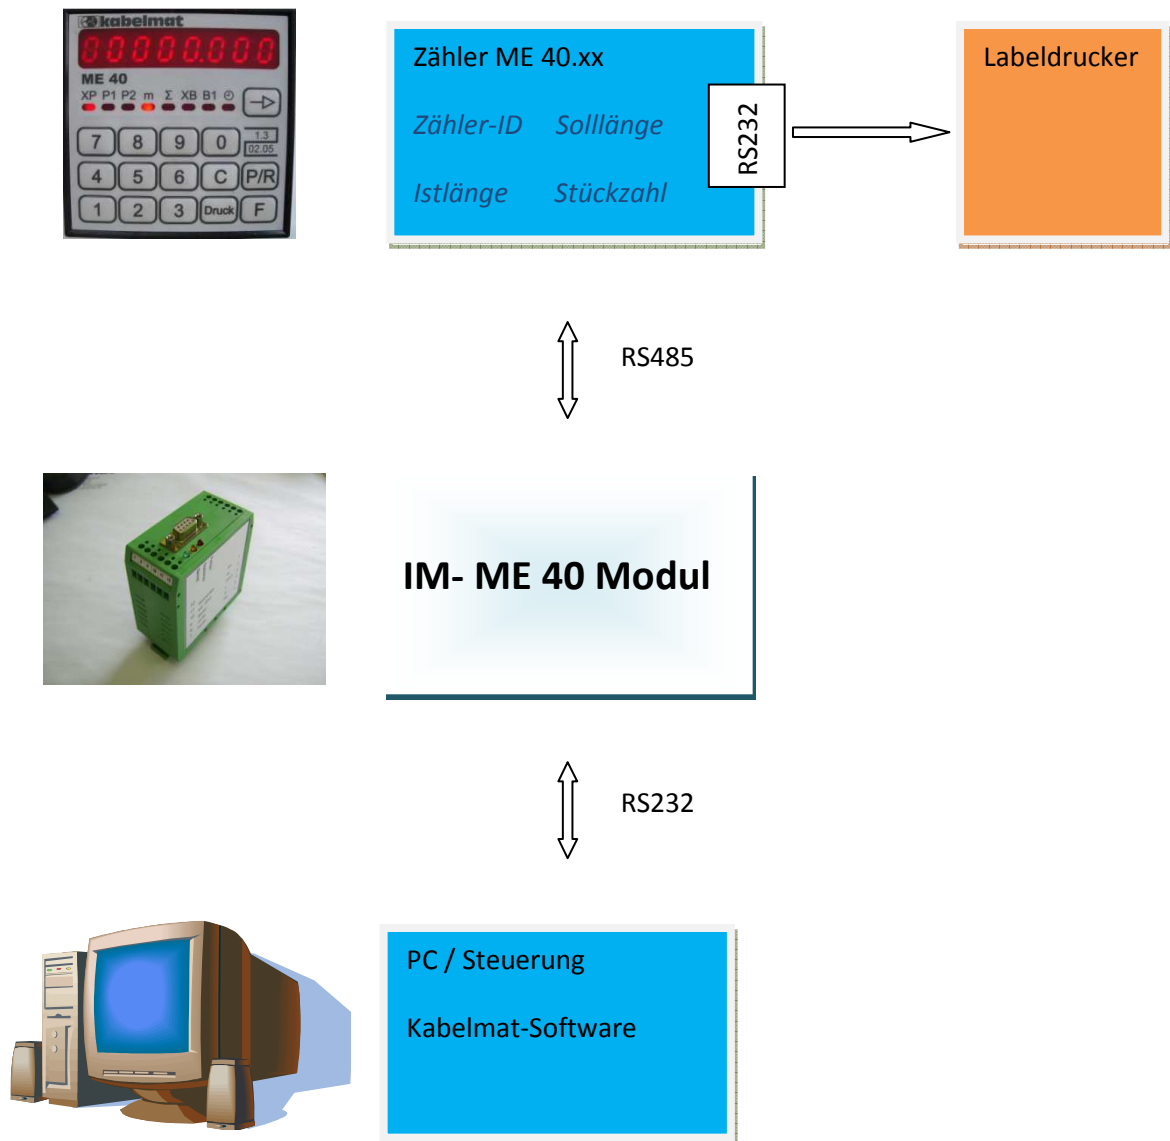 kabelmat
00000.000
ME 40
XP P1 P2 m Σ XB B1
7 8 9 0 1.3 02.05
4 5 6 C P/R
1 2 3 Druck F
Zähler ME 40.xx
Zähler-ID Solllänge
Istlänge Stückzahl
RS232
Labeldrucker
RS485
IM- ME 40 Modul
RS232
PC / Steuerung
Kabelmat-Software